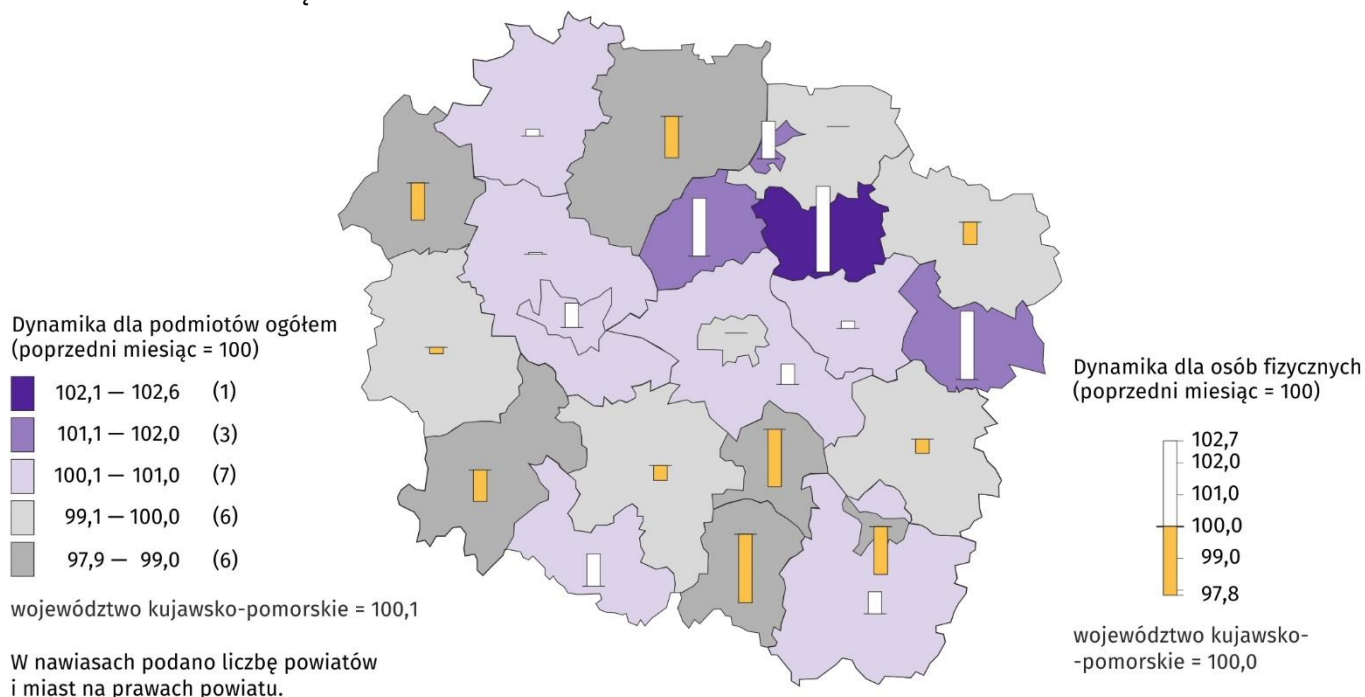 Dynamika dla podmiotów ogółem
(poprzedni miesiąc = 100)
102,1 — 102,6 (1)
101,1 — 102,0 (3)
100,1 — 101,0 (7)
99,1 — 100,0 (6)
97,9 — 99,0 (6)
województwo kujawsko-pomorskie = 100,1
W nawiasach podano liczbę powiatów
i miast na prawach powiatu.
Dynamika dla osób fizycznych
(poprzedni miesiąc = 100)
102,7
102,0
101,0
100,0
99,0
97,8
województwo kujawsko-
-pomorskie = 100,0